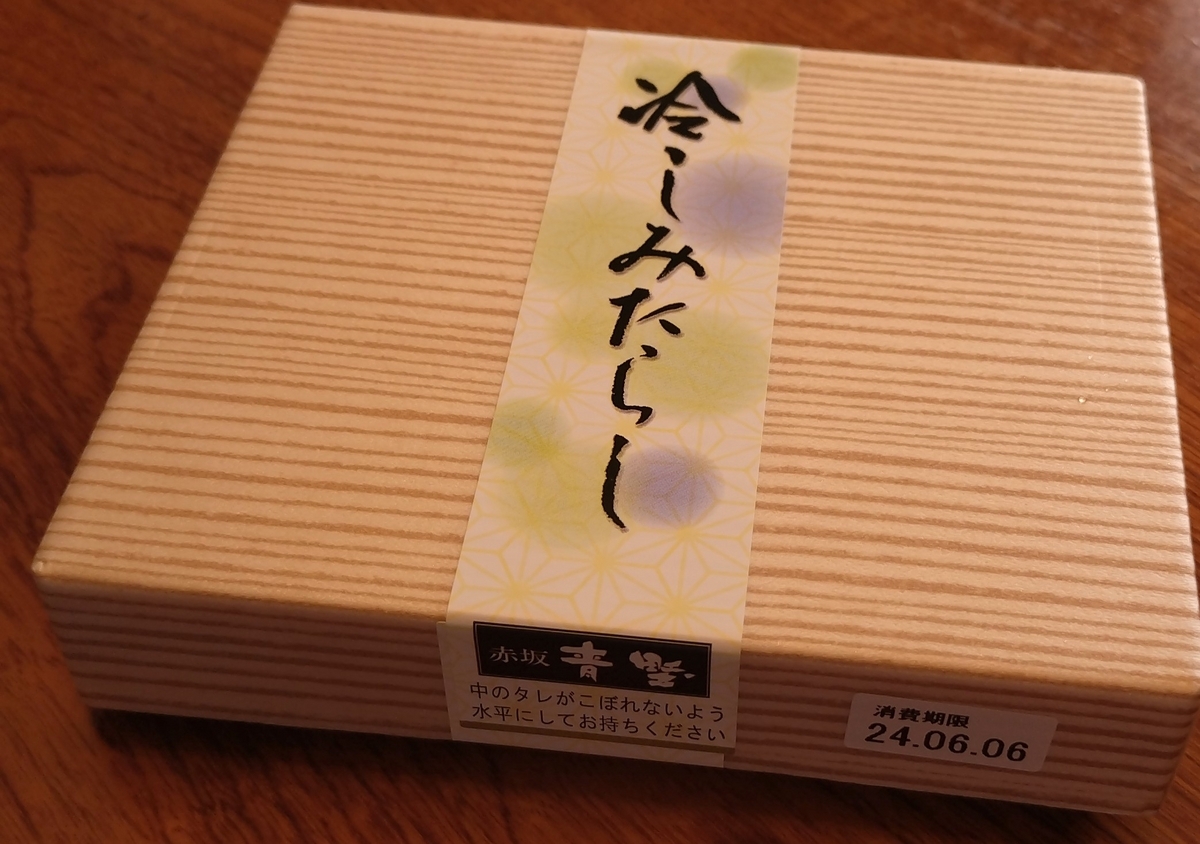 冷しみたらし
赤坂 青野
中のタレがこぼれないよう
水平にしてお持ちください
消費期限
24.06.06